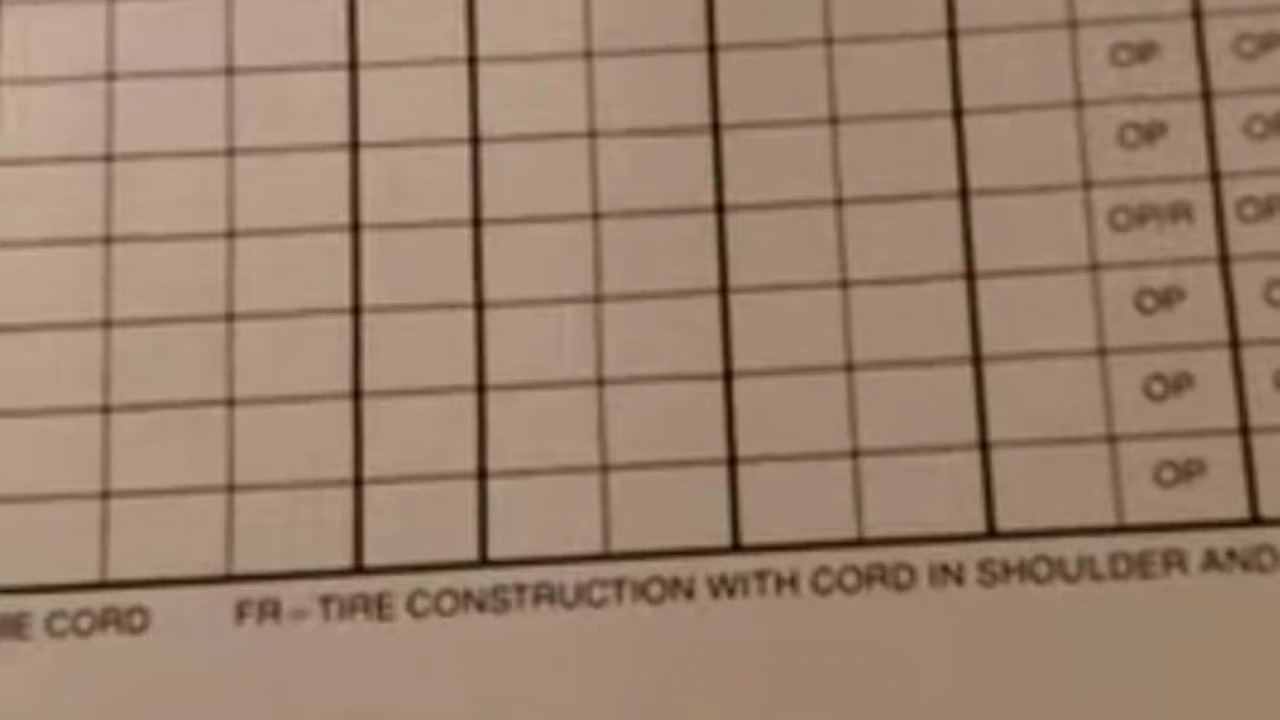 OP
OP
OP/R
OP
OP
OP
CORD FR – TIRE CONSTRUCTION WITH CORD IN SHOULDER AND